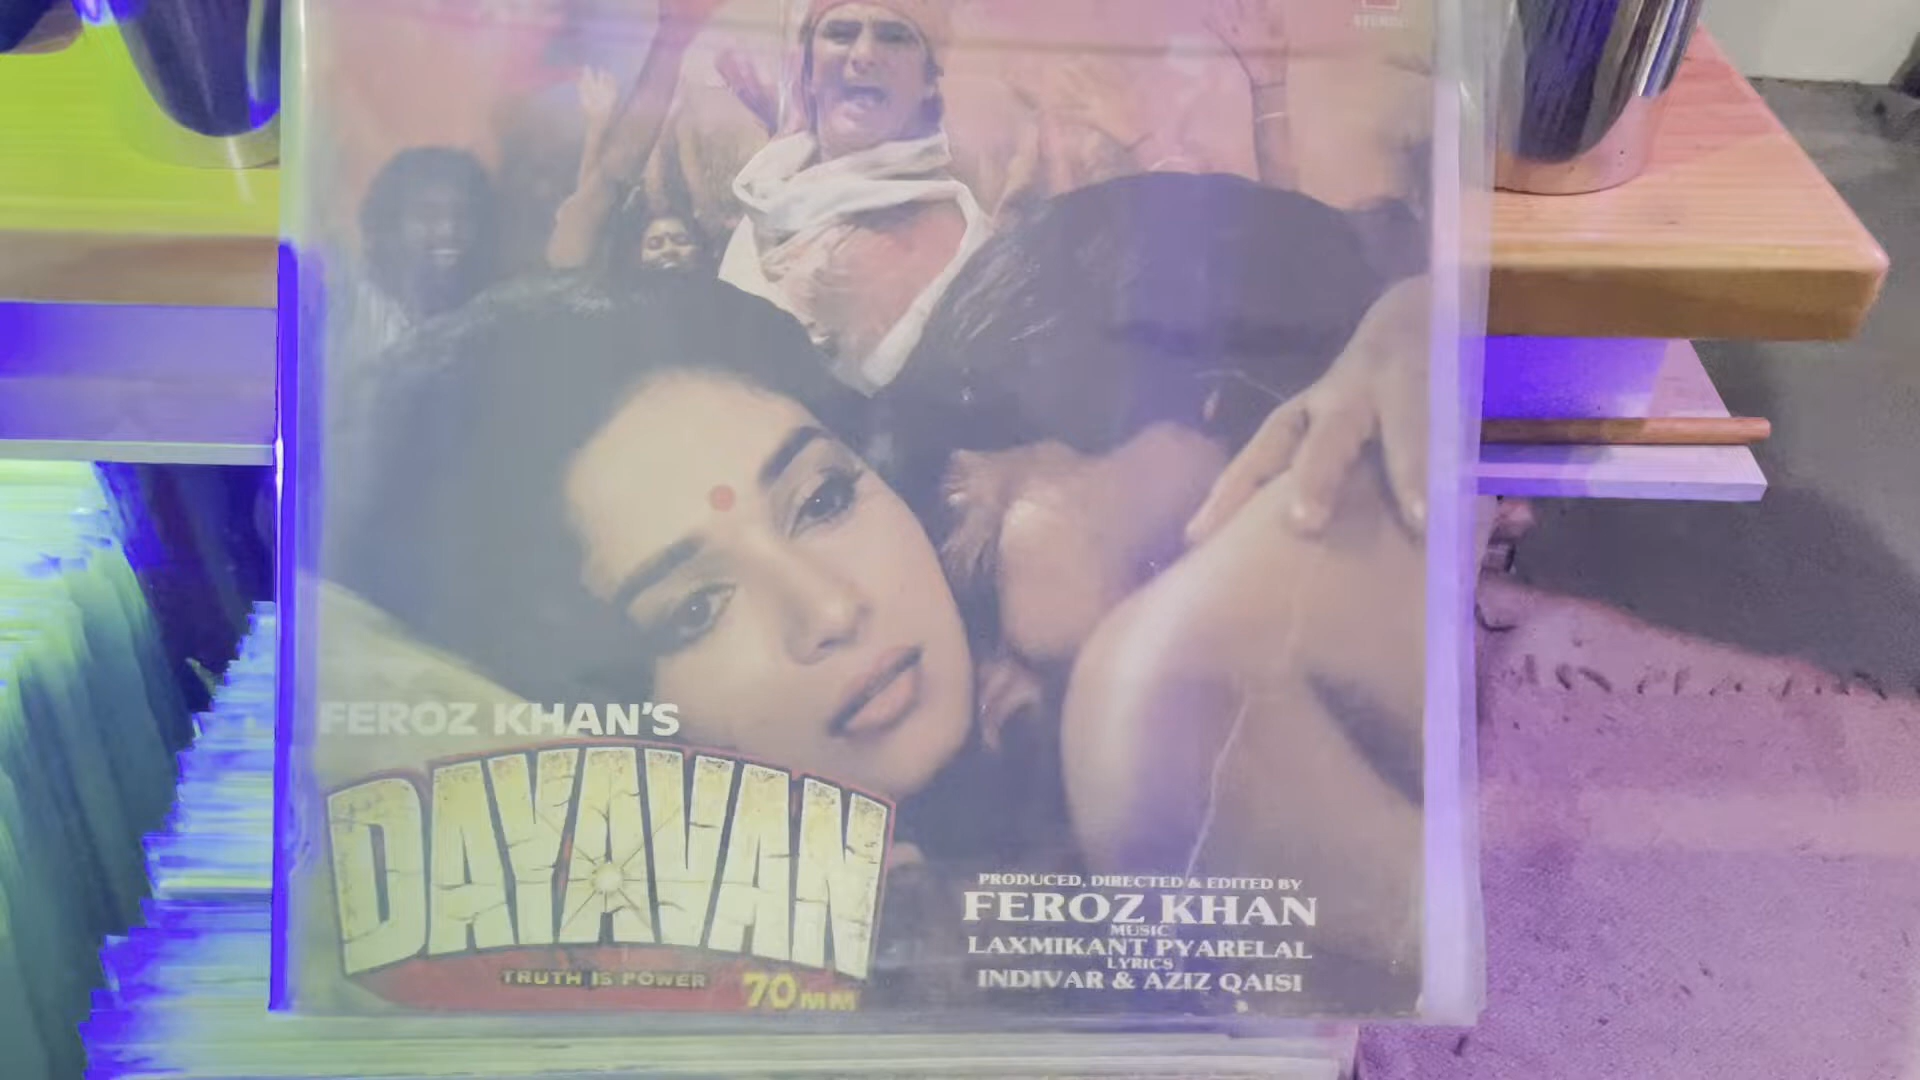 STEREO
FEROZ KHAN'S
DAYAVAN
TRUTH IS POWER 70MM
PRODUCED, DIRECTED & EDITED BY
FEROZ KHAN
MUSIC
LAXMIKANT PYARELAL
LYRICS
INDIVAR & AZIZ QAISI